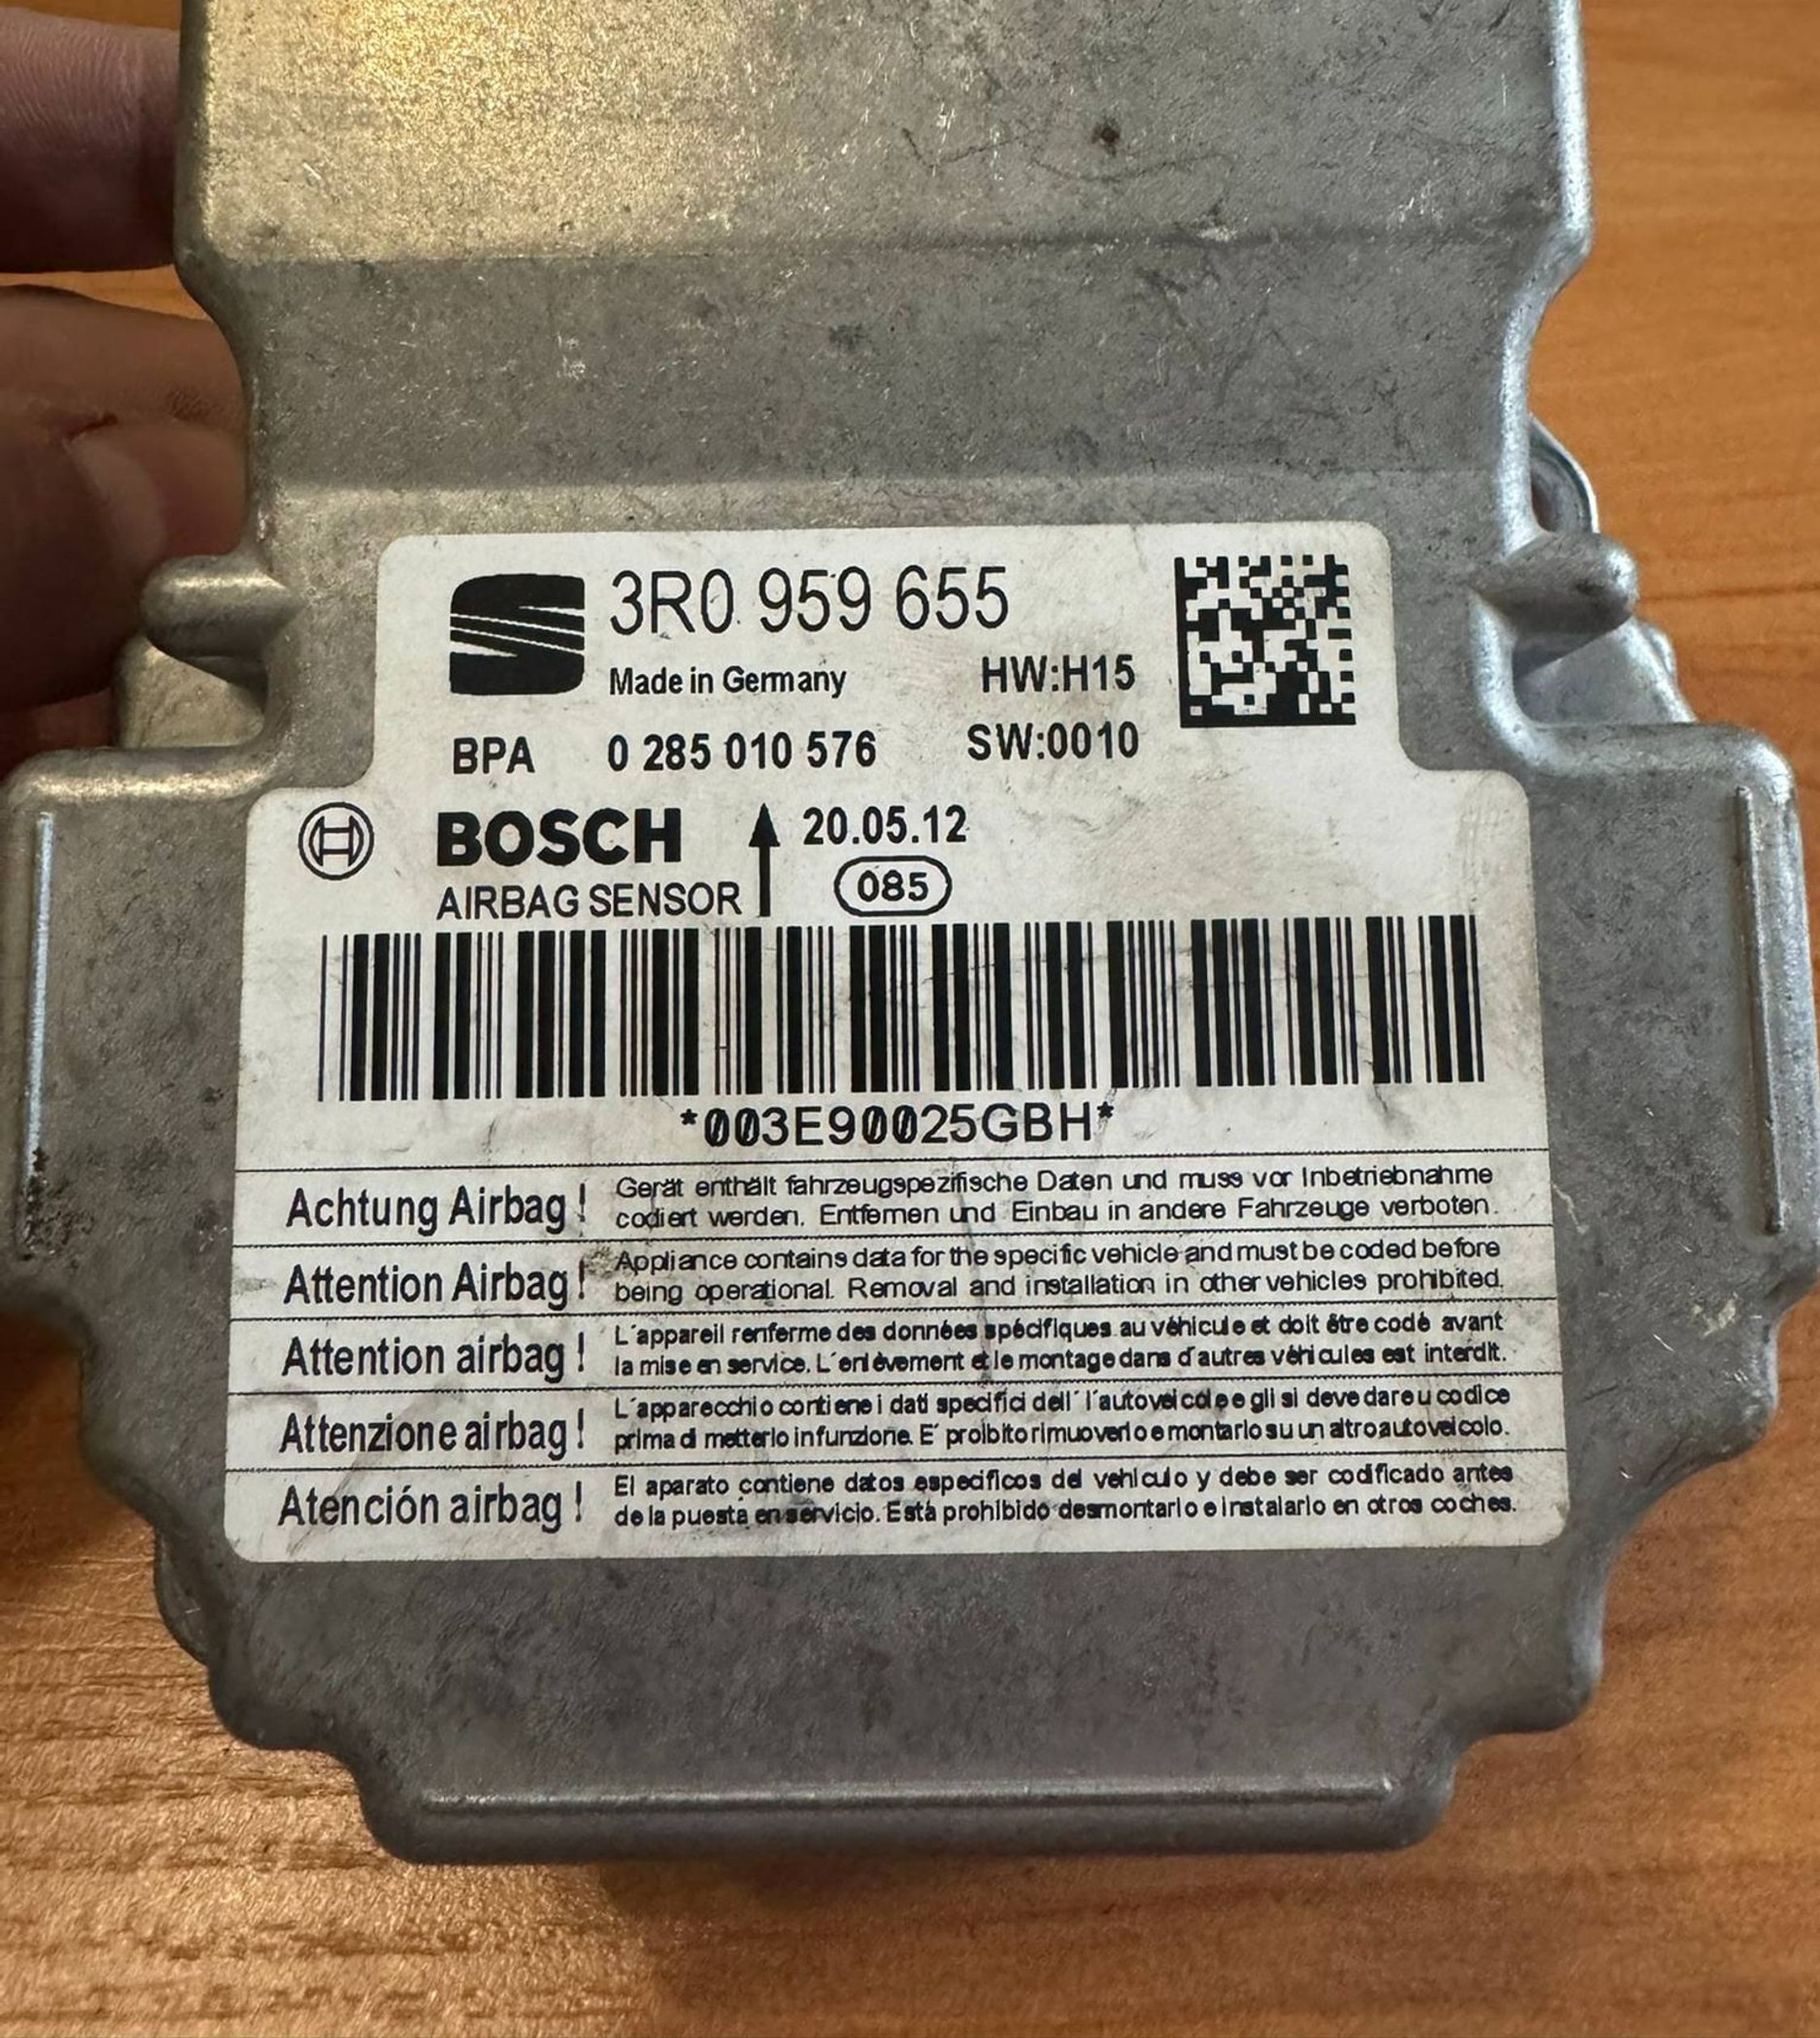 3R0 959 655
Made in Germany HW:H15
BPA 0 285 010 576 SW:0010
BOSCH 20.05.12
AIRBAG SENSOR 085
*003E90025GBH*
Achtung Airbag! Gerät enthält fahrzeugspezifische Daten und muss vor Inbetriebnahme
codiert werden. Entfernen und Einbau in andere Fahrzeuge verboten.
Attention Airbag! Appliance contains data for the specific vehicle and must be coded before
being operational. Removal and installation in other vehicles prohibited.
Attention airbag! L´appareil renferme des données spécifiques au véhicule et doit être codè avant
la mise en service. L´enlèvement et le montage dans d´autres véhicules est interdit.
Attenzione airbag! L´apparecchio contiene i dati specifici dell´ l´autoveicolo e gli si deve dare u codice
prima di metterlo in funzione. E´ proibito rimuoverlo e montarlo su un altro autoveicolo.
Atención airbag! El aparato contiene datos especificos del vehiculo y debe ser codificado antes
de la puesta en servicio. Está prohibido desmontarlo e instalarlo en otros coches.